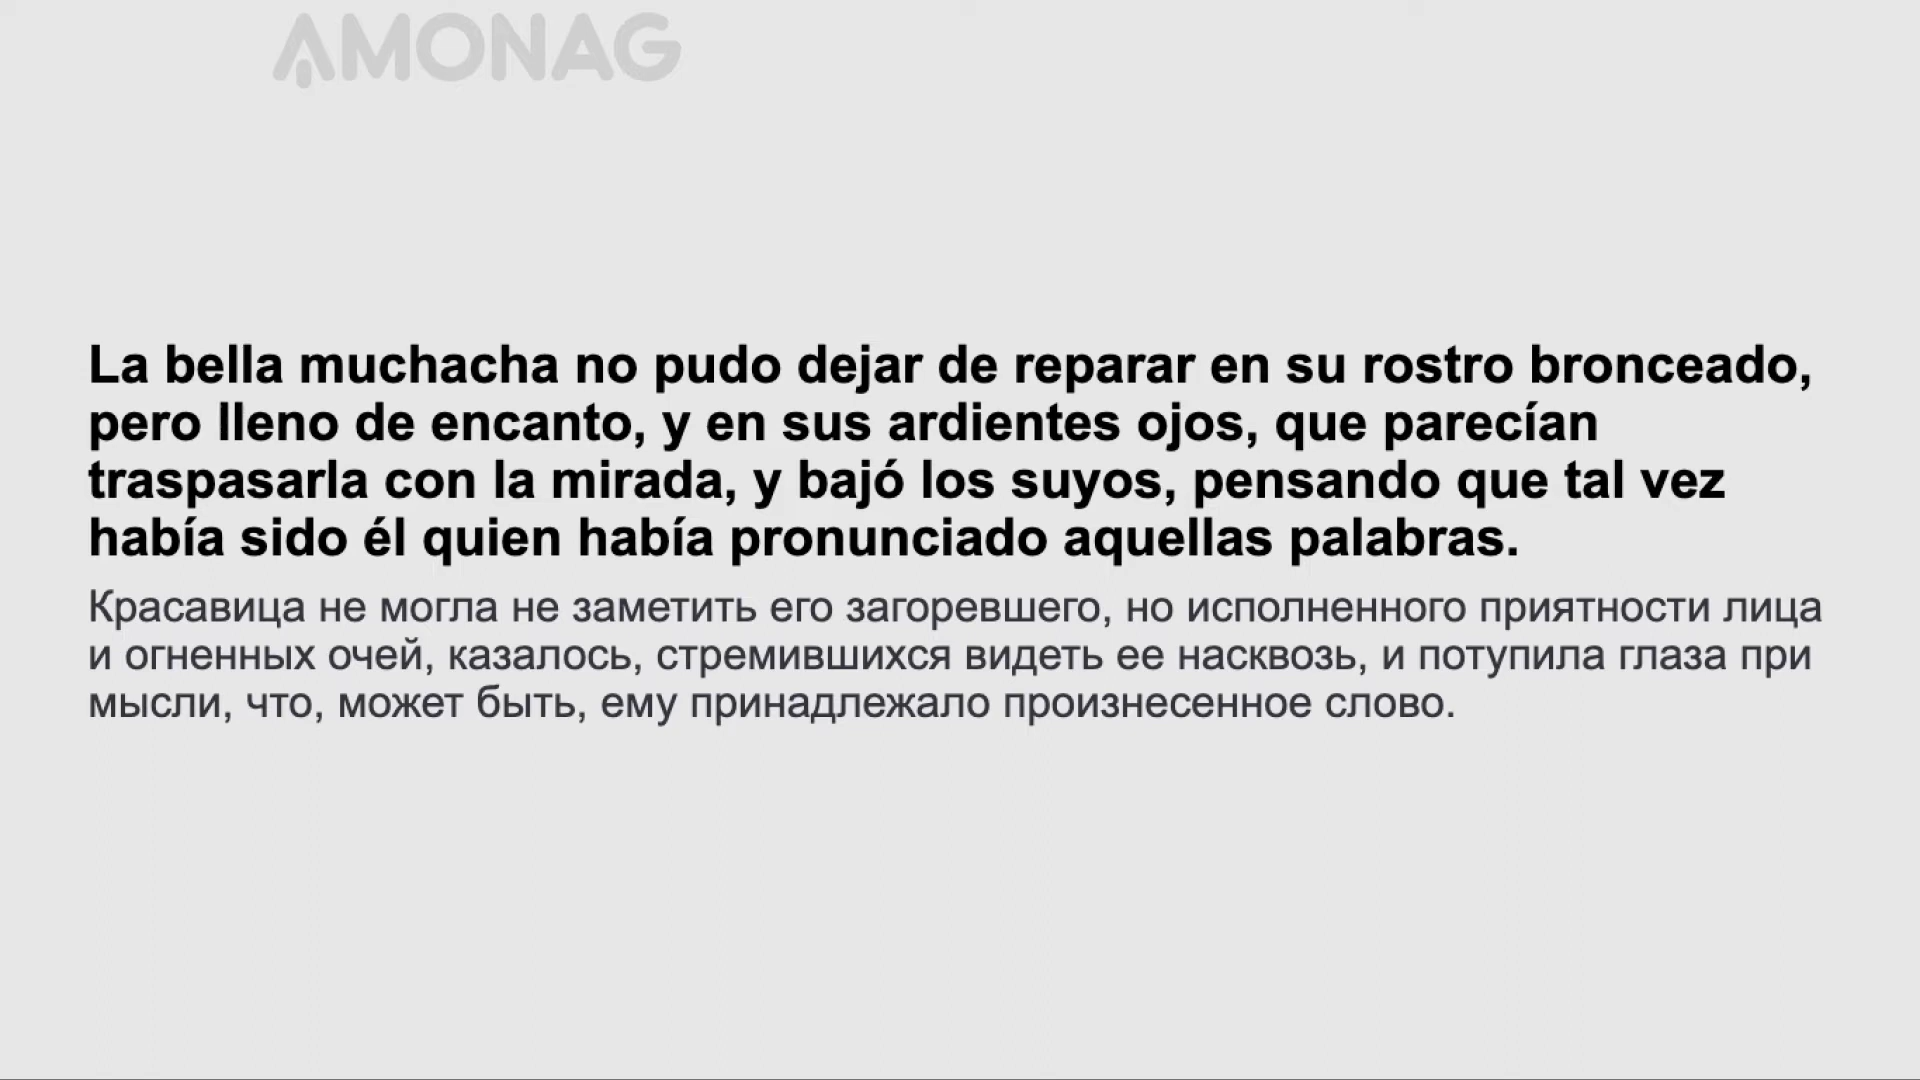 AMONAG
La bella muchacha no pudo dejar de reparar en su rostro bronceado,
pero lleno de encanto, y en sus ardientes ojos, que parecían
traspasarla con la mirada, y bajó los suyos, pensando que tal vez
había sido él quien había pronunciado aquellas palabras.
Красавица не могла не заметить его загоревшего, но исполненного приятности лица
и огненных очей, казалось, стремившихся видеть ее насквозь, и потупила глаза при
мысли, что, может быть, ему принадлежало произнесенное слово.